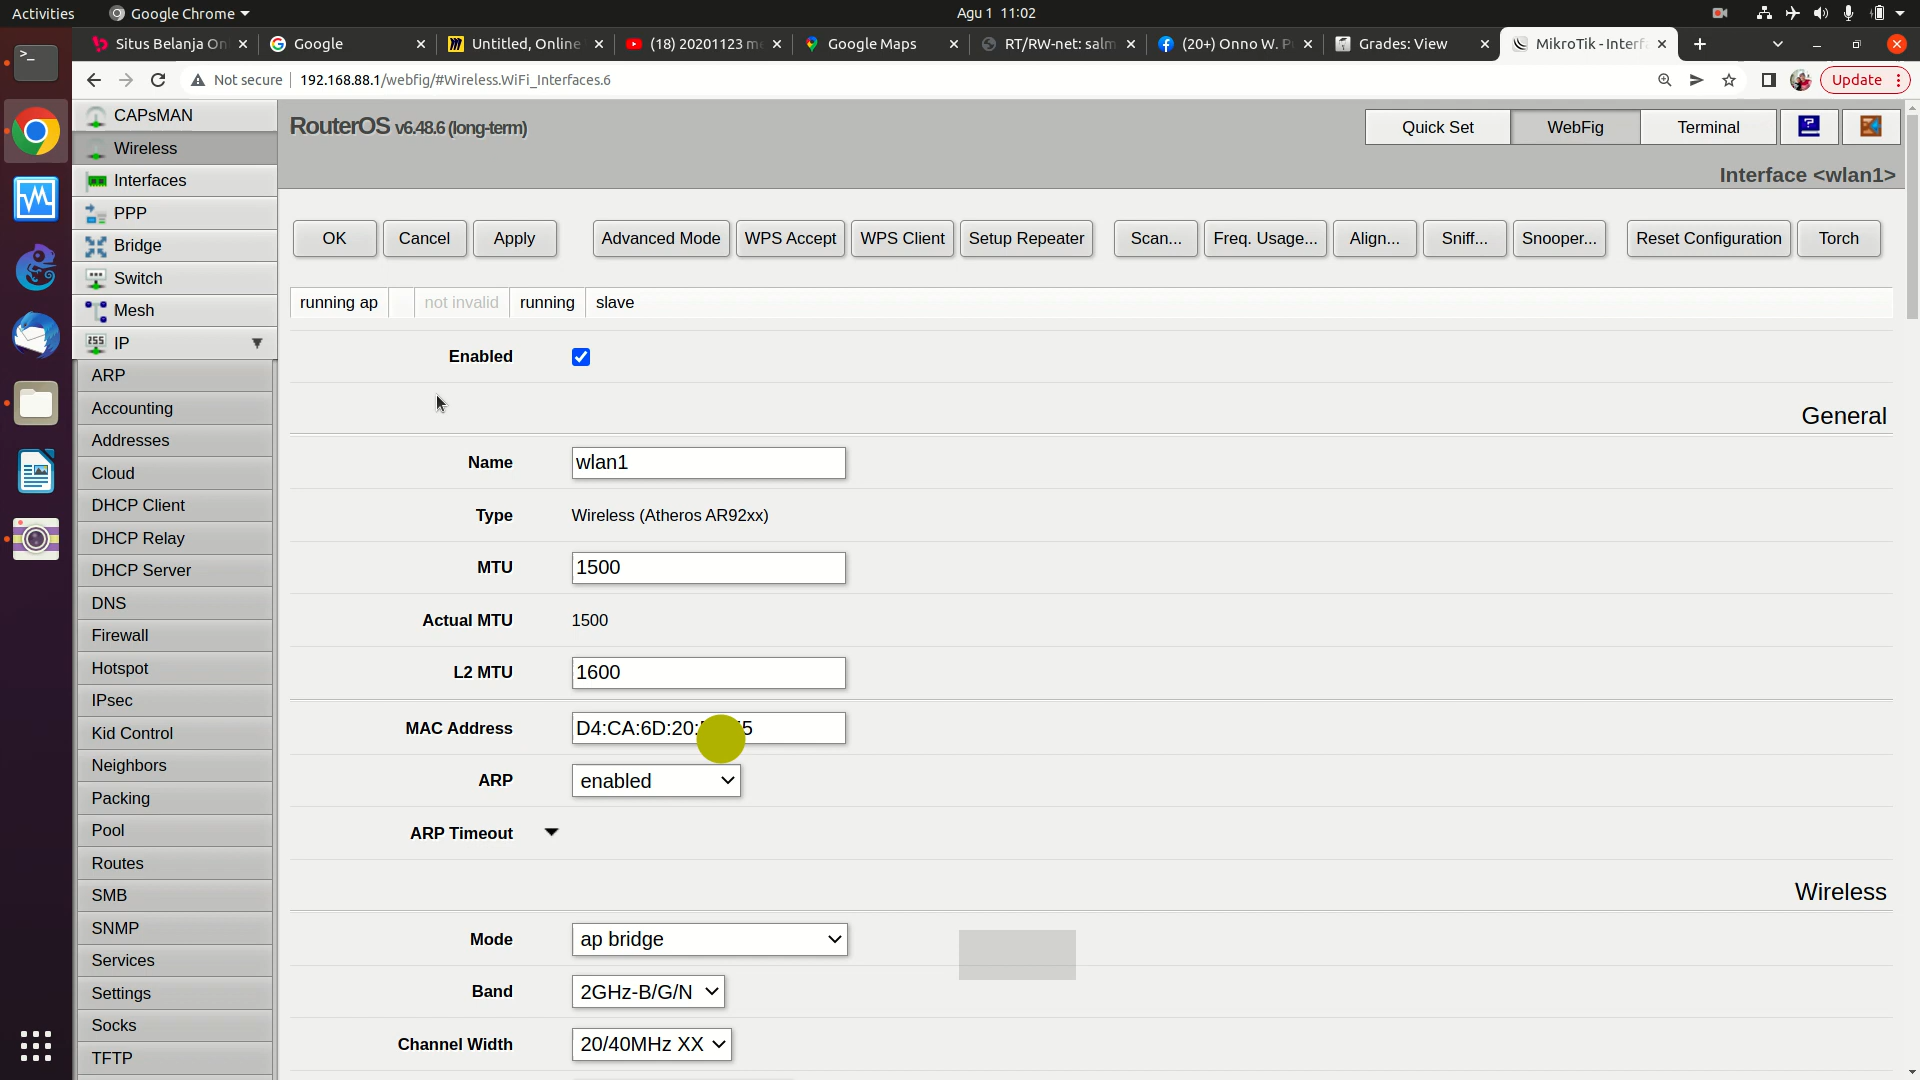 Activities
Google Chrome
Agu 1 11:02
Situs Belanja On
Google
Untitled, Online
(18) 20201123 me
Google Maps
RT/RW-net: salm
(20+) Onno W. P
Grades: View
MikroTik - Interf
Not secure
192.168.88.1/webfig/#Wireless.WiFi_Interfaces.6
Update
CAPsMAN
Wireless
Interfaces
PPP
Bridge
Switch
Mesh
255 IP
ARP
Accounting
Addresses
Cloud
DHCP Client
DHCP Relay
DHCP Server
DNS
Firewall
Hotspot
IPsec
Kid Control
Neighbors
Packing
Pool
Routes
SMB
SNMP
Services
Settings
Socks
TFTP
RouterOS v6.48.6 (long-term)
Quick Set
WebFig
Terminal
Interface <wlan1>
OK
Cancel
Apply
Advanced Mode
WPS Accept
WPS Client
Setup Repeater
Scan...
Freq. Usage...
Align...
Sniff...
Snooper...
Reset Configuration
Torch
running ap
not invalid
running
slave
Enabled
General
Name
wlan1
Type
Wireless (Atheros AR92xx)
MTU
1500
Actual MTU
1500
L2 MTU
1600
MAC Address
D4:CA:6D:20:
ARP
enabled
ARP Timeout
Wireless
Mode
ap bridge
Band
2GHz-B/G/N
Channel Width
20/40MHz XX